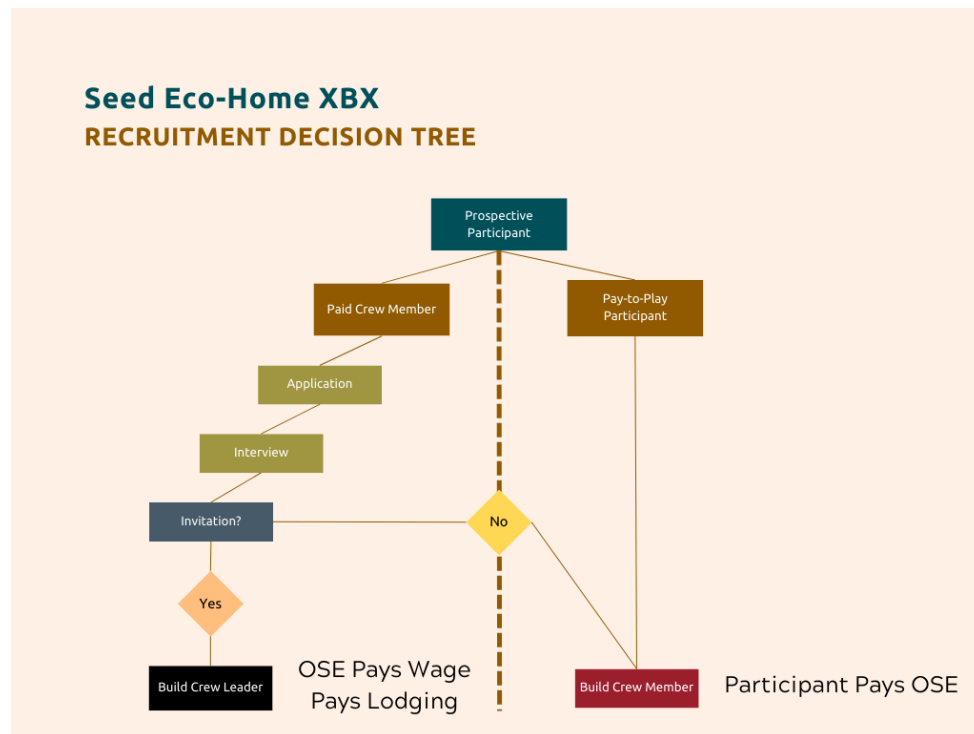 Seed Eco-Home XBX
RECRUITMENT DECISION TREE
Prospective
Participant
Paid Crew Member
Pay-to-Play
Participant
Application
Interview
Invitation?
No
Yes
Build Crew Leader
OSE Pays Wage
Pays Lodging
Build Crew Member
Participant Pays OSE